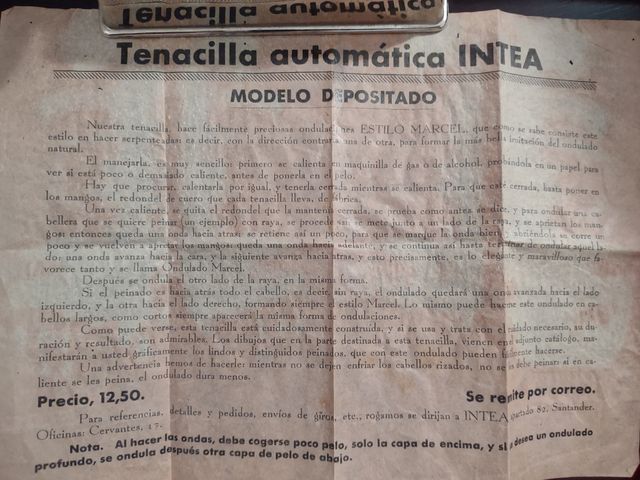 Tenacilla automática
Tenacilla automática INTEA
MODELO DEPOSITADO
Nuestra tenacilla, hace fácilmente preciosas ondulaciones ESTILO MARCEL, que como se sabe consiste este
estilo en hacer serpenteadas; es decir, con la dirección contraria una de otra, para formar la más bella imitación del ondulado
natural.
El manejarla, es muy sencillo: primero se calienta en maquinilla de gas o de alcohol, probándola en un papel para
ver si está poco o demasiado caliente, antes de ponerla en el pelo.
Hay que procurar, calentarla por igual, y tenerla cerrada mientras se calienta. Para que esté cerrada, basta poner en
los mangos, el redondel de cuero que cada tenacilla lleva, de fábrica.
Una vez caliente, se quita el redondel que la mantenía cerrada, se prueba como antes se dice, y para ondular una ca-
bellera que se quiere peinar (un ejemplo) con raya, se procede así: se mete junto a un lado de la capa, y se aprietan los man-
gos: entonces queda una onda hacia atras: se retiene así un poco, para que se marque la onda bien y abriéndola se corre un
poco y se vuelven a apretar los mangos: queda una onda hacia adelante, y se continua así hasta terminar de ondular aquel la-
do: una onda avanza hacia la cara, y la siguiente avanza hacia atras, y esto precisamente, es lo elegante y maravilloso que fa-
vorece tanto y se llama Ondulado Marcel.
Después se ondula el otro lado de la raya, en la misma forma.
Si el peinado es hacia atrás todo el cabello, es decir, sin raya, el ondulado quedará una onda avanzada hacia el lado
izquierdo, y la otra hacia el lado derecho, formando siempre el estilo Marcel. Lo mismo puede hacerse este ondulado en ca-
bellos largos, como cortos siempre aparecerá la misma forma de ondulaciones.
Como puede verse, esta tenacilla está cuidadosamente construída, y si se usa y trata con el cuidado necesario, su du-
ración y resultado, son admirables. Los dibujos que en la parte destinada a esta tenacilla, vienen en el adjunto catálogo, ma-
nifestarán a usted gráficamente los lindos y distinguidos peinados, que con este ondulado pueden fácilmente hacerse.
Una advertencia hemos de hacerle: mientras no se dejen enfriar los cabellos rizados, no se debe peinar: si en ca-
liente se les peina, el ondulado dura menos.
Precio, 12,50. Se remite por correo.
Para referencias, detalles y pedidos, envíos de giros, etc., rogamos se dirijan a INTEA Apartado 82, Santander.
Oficinas: Cervantes, 17-
Nota. Al hacer las ondas, debe cogerse poco pelo, solo la capa de encima, y si se desea un ondulado
profundo, se ondula después otra capa de pelo de abajo.